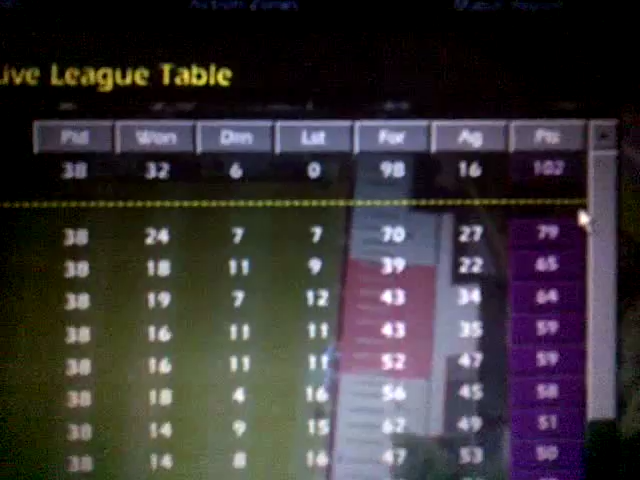 ive League Table
Pld Won Drn Lst For Ag Pts
38 32 6 0 98 16 102
38 24 7 7 70 27 79
38 18 11 9 39 22 65
38 19 7 12 43 34 64
38 16 11 11 43 35 59
38 16 11 11 52 47 59
38 18 4 16 56 45 58
38 14 9 15 62 49 51
38 14 8 16 47 53 50